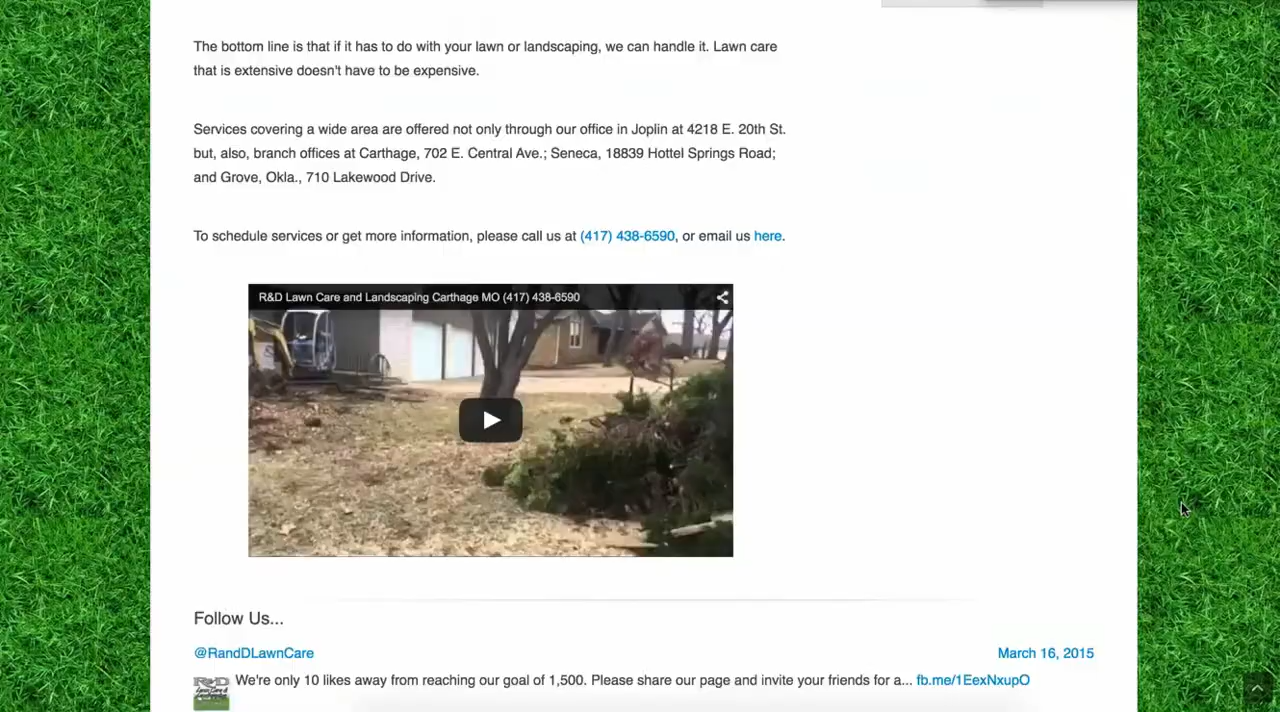 The bottom line is that if it has to do with your lawn or landscaping, we can handle it. Lawn care
that is extensive doesn't have to be expensive.
Services covering a wide area are offered not only through our office in Joplin at 4218 E. 20th St.
but, also, branch offices at Carthage, 702 E. Central Ave.; Seneca, 18839 Hottel Springs Road;
and Grove, Okla., 710 Lakewood Drive.
To schedule services or get more information, please call us at (417) 438-6590, or email us here.
R&D Lawn Care and Landscaping Carthage MO (417) 438-6590
Follow Us...
@RandDLawnCare March 16, 2015
We're only 10 likes away from reaching our goal of 1,500. Please share our page and invite your friends for a... fb.me/1EexNxupO
R&D